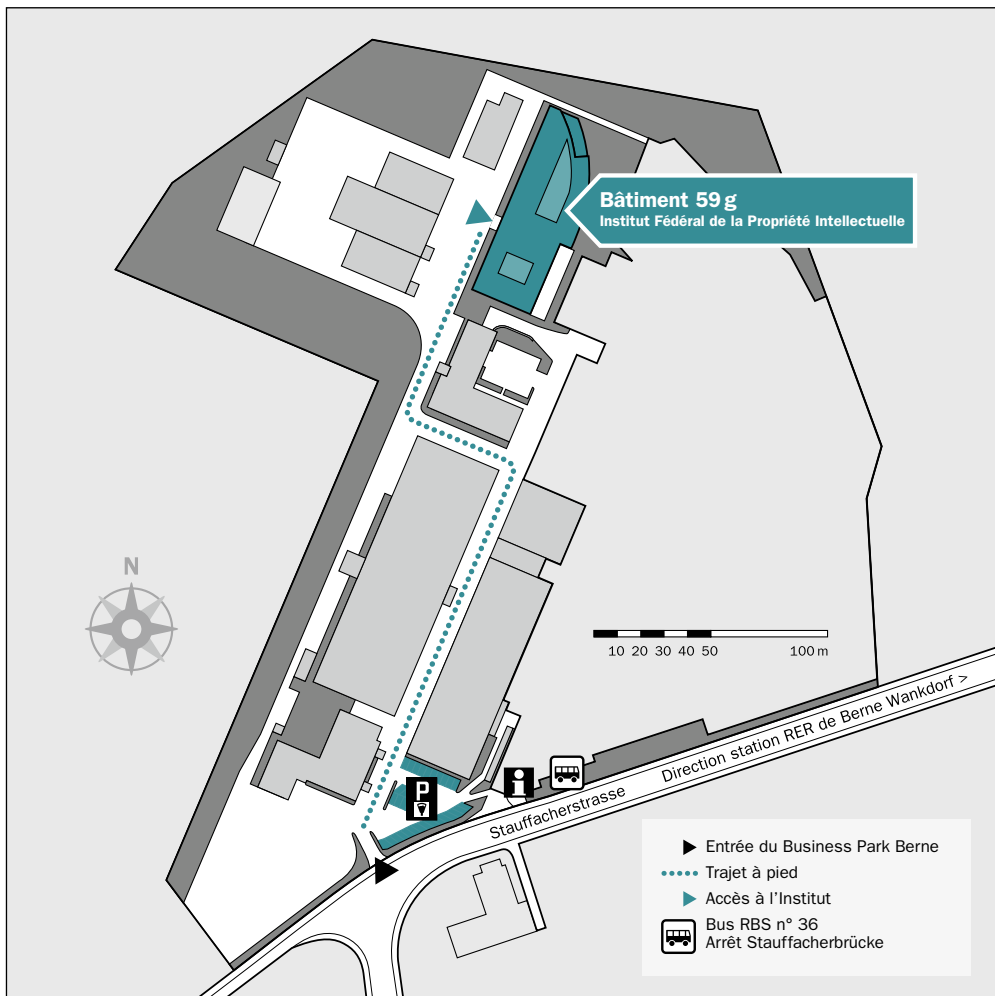 Bâtiment 59 g
Institut Fédéral de la Propriété Intellectuelle
N
10 20 30 40 50 100 m
Direction station RER de Berne Wankdorf >
Stauffacherstrasse
P
i
Entrée du Business Park Berne
Trajet à pied
Accès à l'Institut
Bus RBS n° 36
Arrêt Stauffacherbrücke